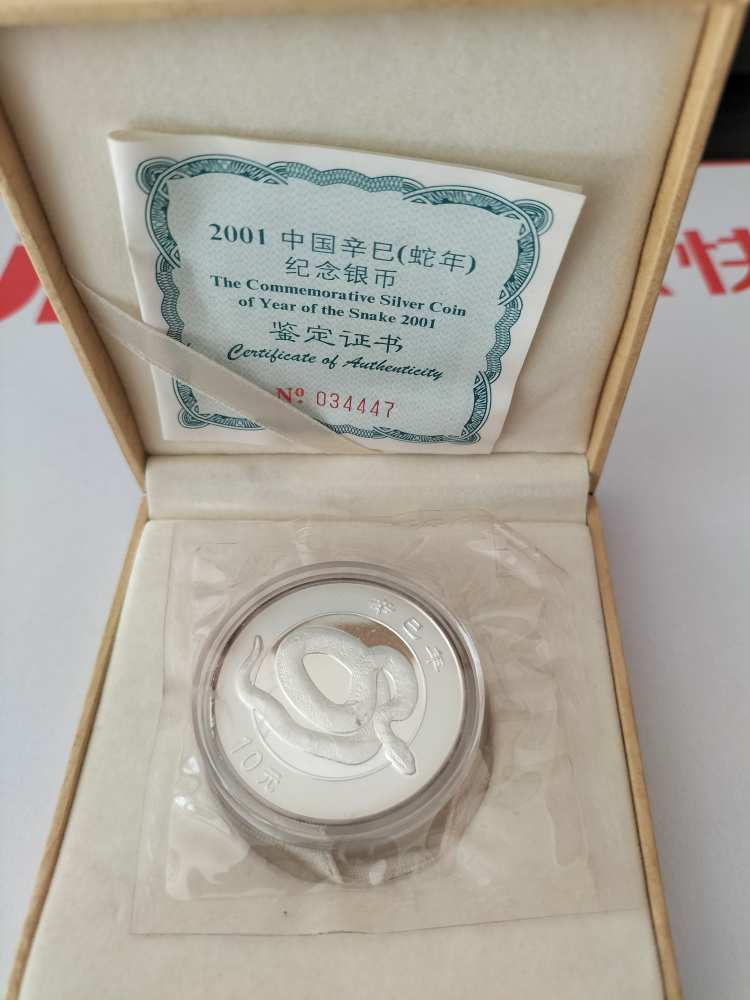 2001 中国辛巳(蛇年)
纪念银币
The Commemorative Silver Coin
of Year of the Snake 2001
鉴定证书
Certificate of Authenticity
Nº 034447
快
辛巳年
10元